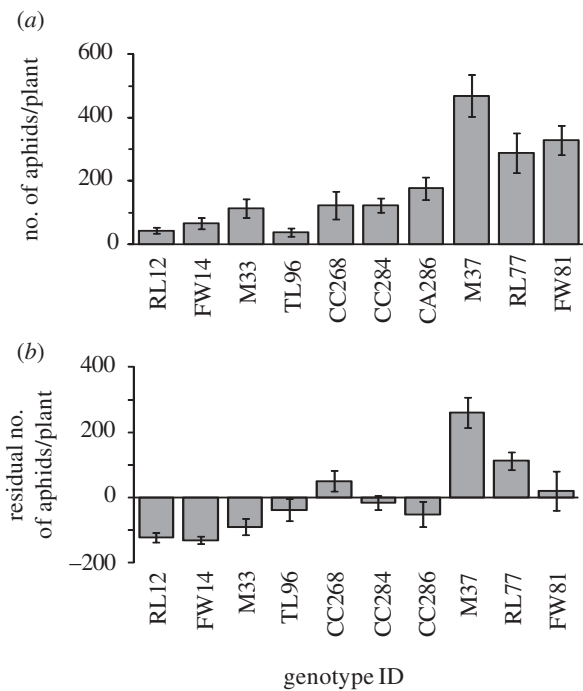 (a)
600
400
200
0
no. of aphids/plant
RL12
FW14
M33
TL96
CC268
CC284
CA286
M37
RL77
FW81
(b)
400
200
0
−200
residual no.
of aphids/plant
RL12
FW14
M33
TL96
CC268
CC284
CC286
M37
RL77
FW81
genotype ID